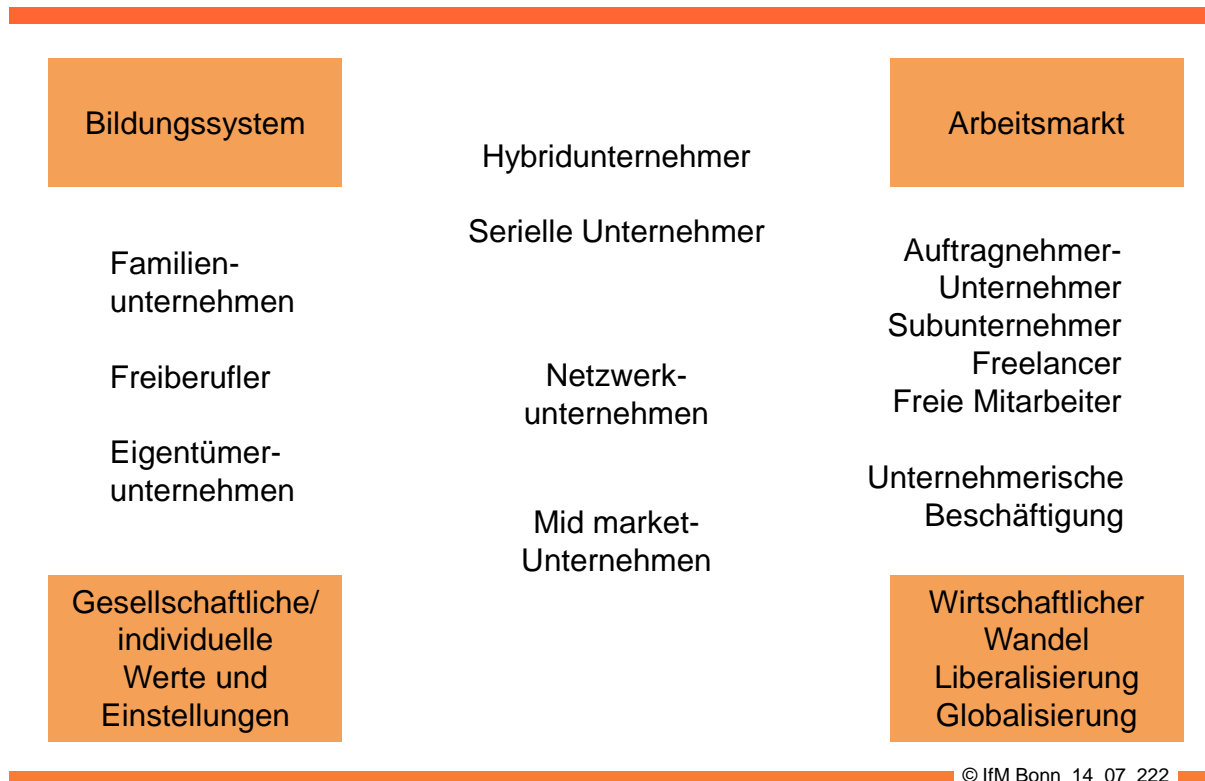 Bildungssystem
Arbeitsmarkt
Hybridunternehmer
Serielle Unternehmer
Familien-
unternehmen
Freiberufler
Eigentümer-
unternehmen
Netzwerk-
unternehmen
Mid market-
Unternehmen
Auftragnehmer-
Unternehmer
Subunternehmer
Freelancer
Freie Mitarbeiter
Unternehmerische
Beschäftigung
Gesellschaftliche/
individuelle
Werte und
Einstellungen
Wirtschaftlicher
Wandel
Liberalisierung
Globalisierung
© IfM Bonn 14 07 222